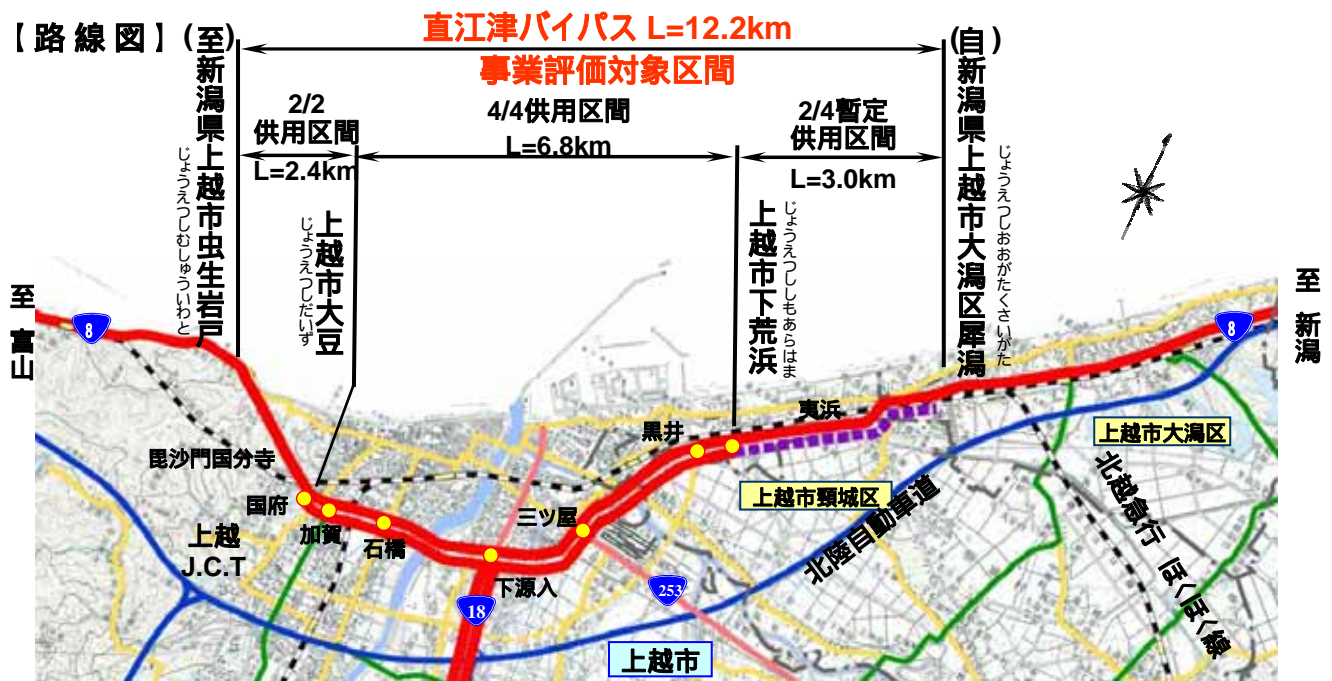 【路線図】
直江津バイパス L=12.2km
事業評価対象区間
(至)新潟県上越市虫生岩戸
じょうえつしむしゅういわと
(自)新潟県上越市大潟区犀潟
じょうえつしおおがたくさいがた
2/2
供用区間
L=2.4km
4/4供用区間
L=6.8km
2/4暫定
供用区間
L=3.0km
上越市大豆
じょうえつしだいず
上越市下荒浜
じょうえつししもあらはま
至 富山
至 新潟
8
8
夷浜
黒井
上越市大潟区
毘沙門国分寺
国府
加賀
石橋
三ツ屋
上越市頸城区
上越
J.C.T
下源入
北陸自動車道
北越急行 ほくほく線
18
253
上越市